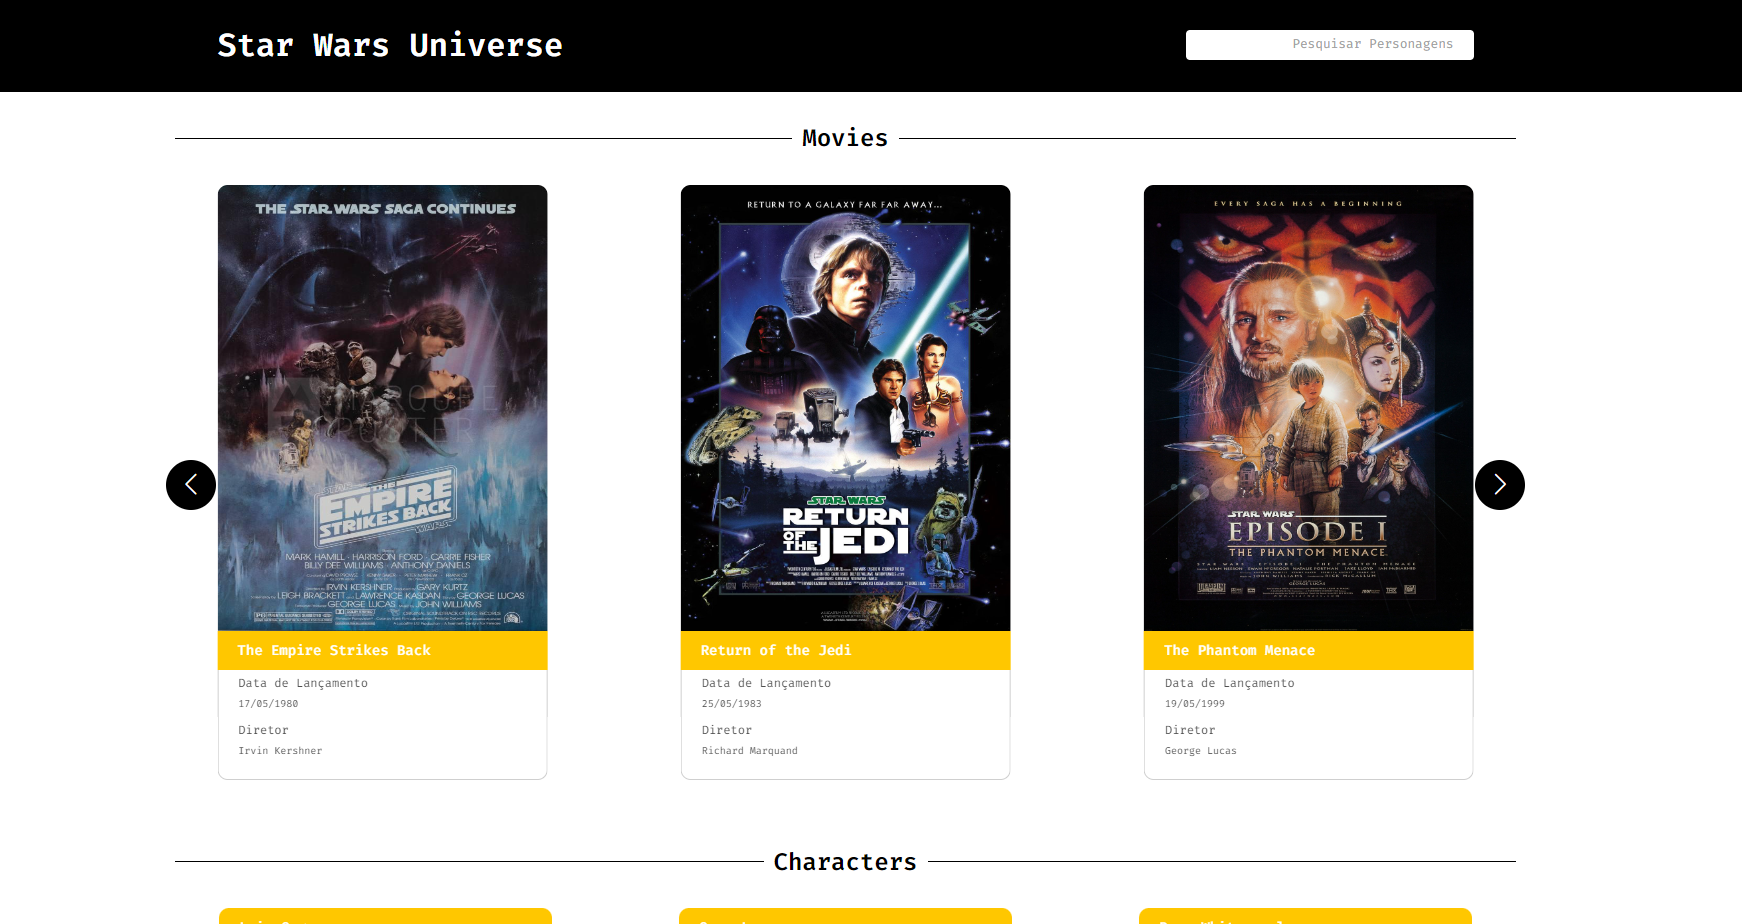 Star Wars Universe
Pesquisar Personagens
Movies
THE STAR WARS SAGA CONTINUES
MARQUEE
POSTER
THE
EMPIRE
STRIKES BACK
WARS
MARK HAMILL · HARRISON FORD · CARRIE FISHER
BILLY DEE WILLIAMS · ANTHONY DANIELS
IRVIN KERSHNER GARY KURTZ
LEIGH BRACKETT LAWRENCE KASDAN GEORGE LUCAS
GEORGE LUCAS JOHN WILLIAMS
The Empire Strikes Back
Data de Lançamento
17/05/1980
Diretor
Irvin Kershner
RETURN TO A GALAXY FAR FAR AWAY...
STAR WARS
RETURN
OF THE JEDI
Return of the Jedi
Data de Lançamento
25/05/1983
Diretor
Richard Marquand
EVERY SAGA HAS A BEGINNING
STAR WARS
EPISODE I
THE PHANTOM MENACE
The Phantom Menace
Data de Lançamento
19/05/1999
Diretor
George Lucas
Characters